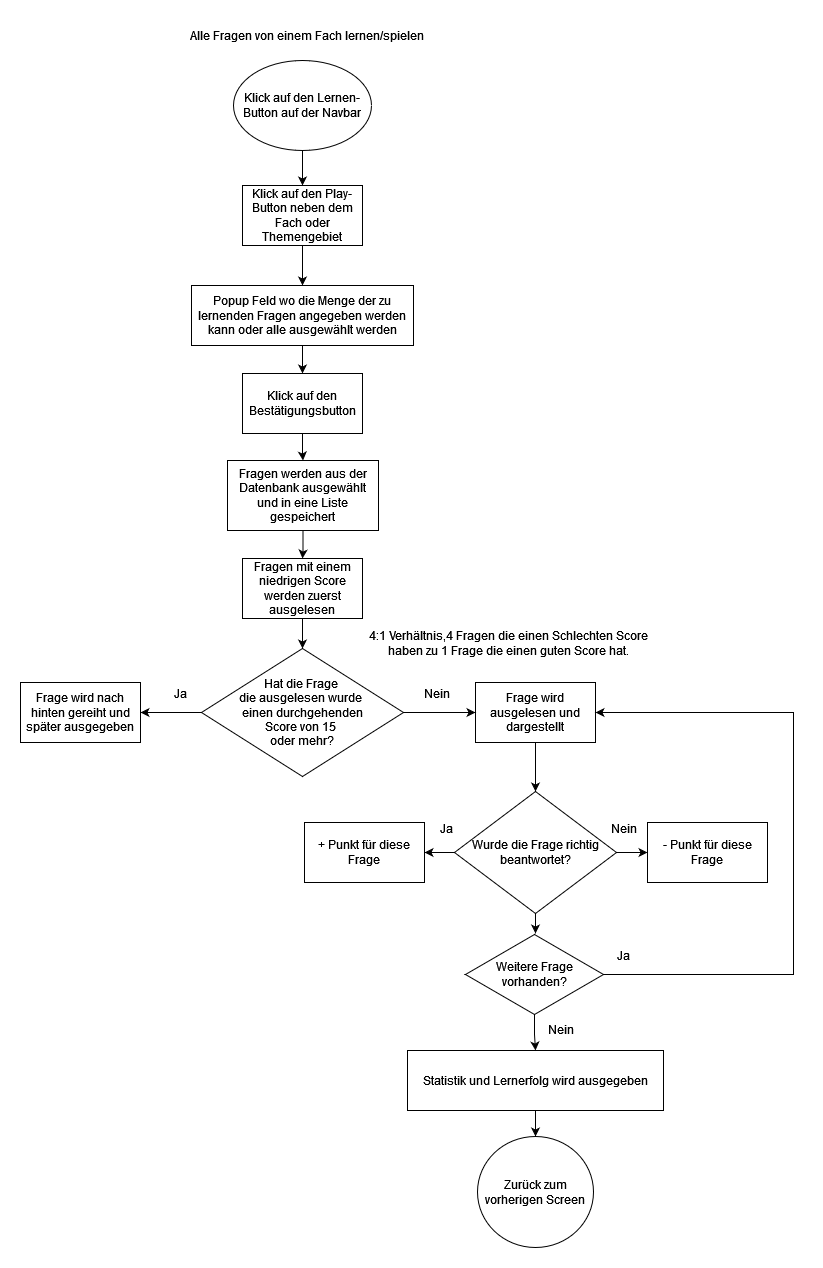 Alle Fragen von einem Fach lernen/spielen
Klick auf den Lernen-
Button auf der Navbar
Klick auf den Play-
Button neben dem
Fach oder
Themengebiet
Popup Feld wo die Menge der zu
lernenden Fragen angegeben werden
kann oder alle ausgewählt werden
Klick auf den
Bestätigungsbutton
Fragen werden aus der
Datenbank ausgewählt
und in eine Liste
gespeichert
Fragen mit einem
niedrigen Score
werden zuerst
ausgelesen
4:1 Verhältnis,4 Fragen die einen Schlechten Score
haben zu 1 Frage die einen guten Score hat.
Hat die Frage
die ausgelesen wurde
einen durchgehenden
Score von 15
oder mehr?
Ja
Nein
Frage wird nach
hinten gereiht und
später ausgegeben
Frage wird
ausgelesen und
dargestellt
Wurde die Frage richtig
beantwortet?
Ja
Nein
+ Punkt für diese
Frage
- Punkt für diese
Frage
Weitere Frage
vorhanden?
Ja
Nein
Statistik und Lernerfolg wird ausgegeben
Zurück zum
vorherigen Screen